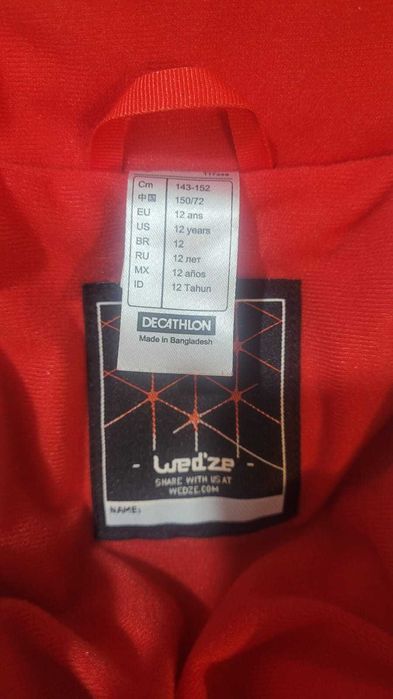 Cm 143-152
中国 150/72
EU 12 ans
US 12 years
BR 12
RU 12 лет
MX 12 años
ID 12 Tahun
DECATHLON
Made in Bangladesh
- Wed'ze -
SHARE WITH US AT
WEDZE.COM
NAME: